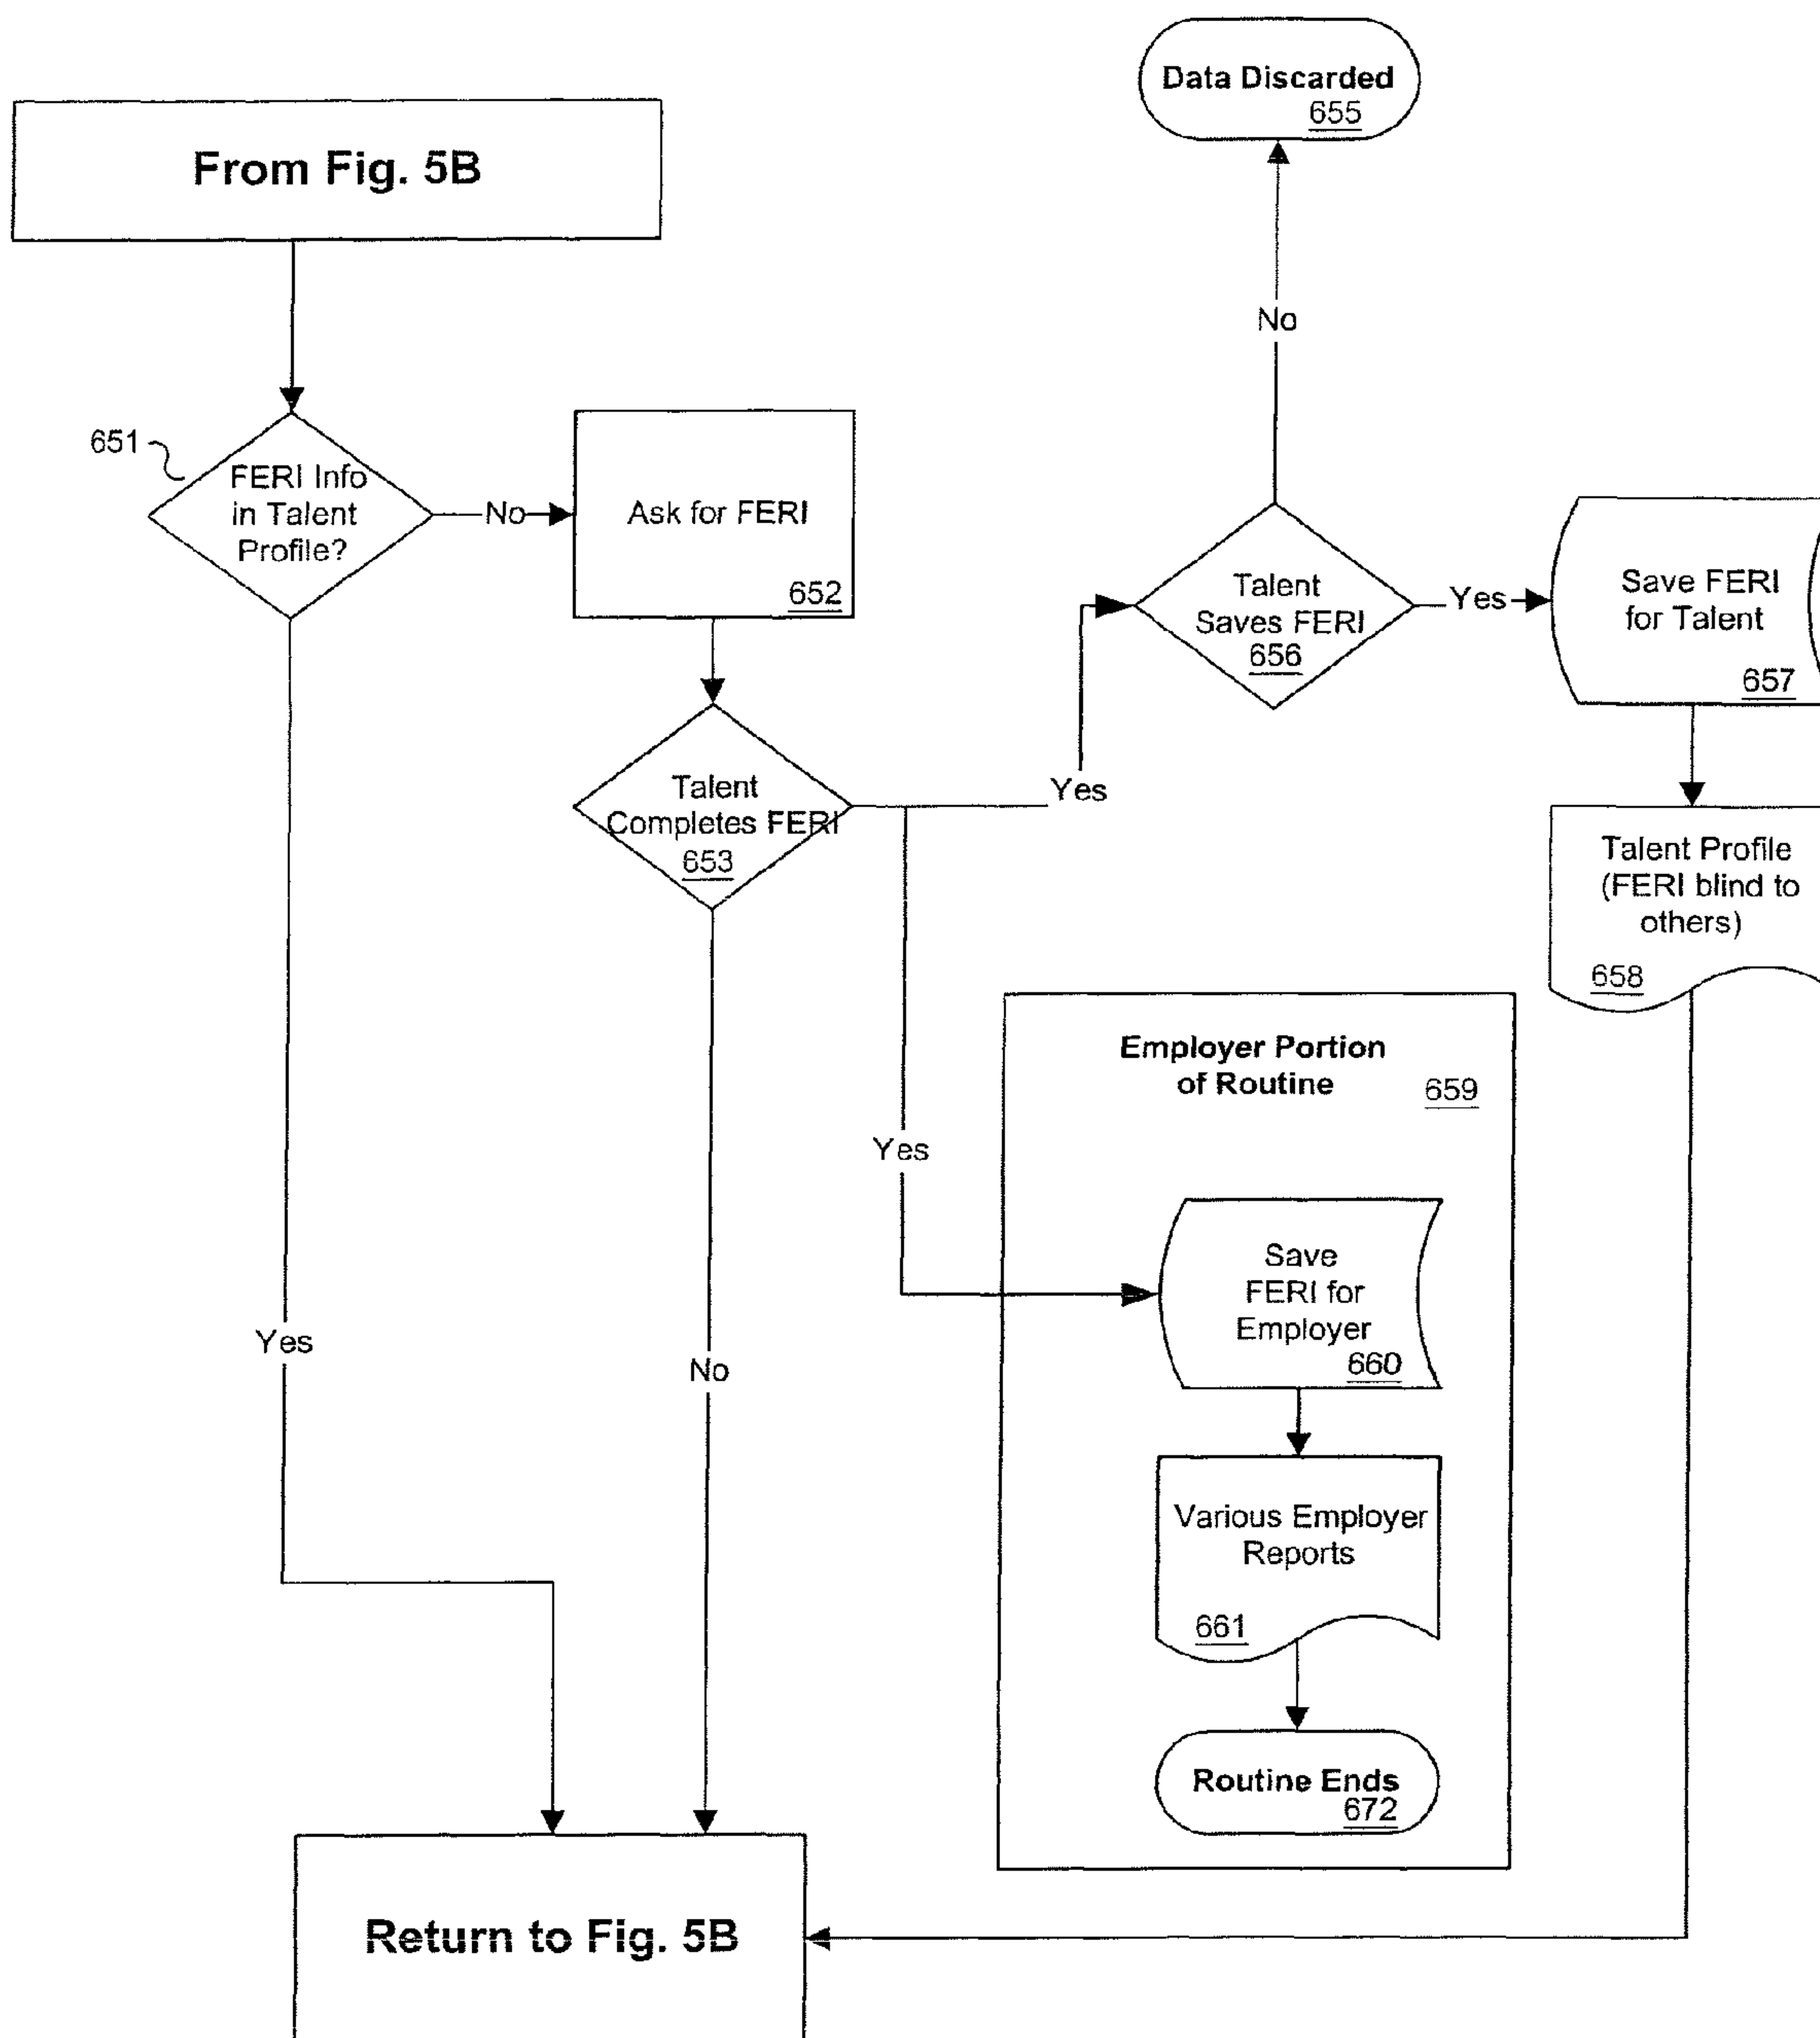 Data Discarded
655
From Fig. 5B
651
FERI Info
in Talent
Profile?
No
Ask for FERI
652
No
Talent
Saves FERI
656
Yes
Save FERI
for Talent
657
Talent
Completes FERI
653
Yes
Talent Profile
(FERI blind to
others)
658
Employer Portion
of Routine
659
Yes
Save
FERI for
Employer
660
Yes
No
Various Employer
Reports
661
Routine Ends
672
Return to Fig. 5B